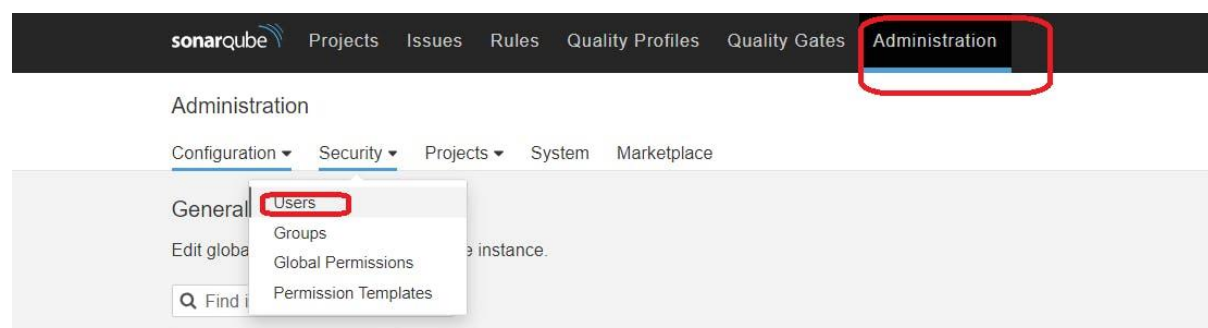 sonarqube Projects Issues Rules Quality Profiles Quality Gates Administration
Administration
Configuration Security Projects System Marketplace
General
Users
Groups
Edit instance.
Global Permissions
Find
Permission Templates